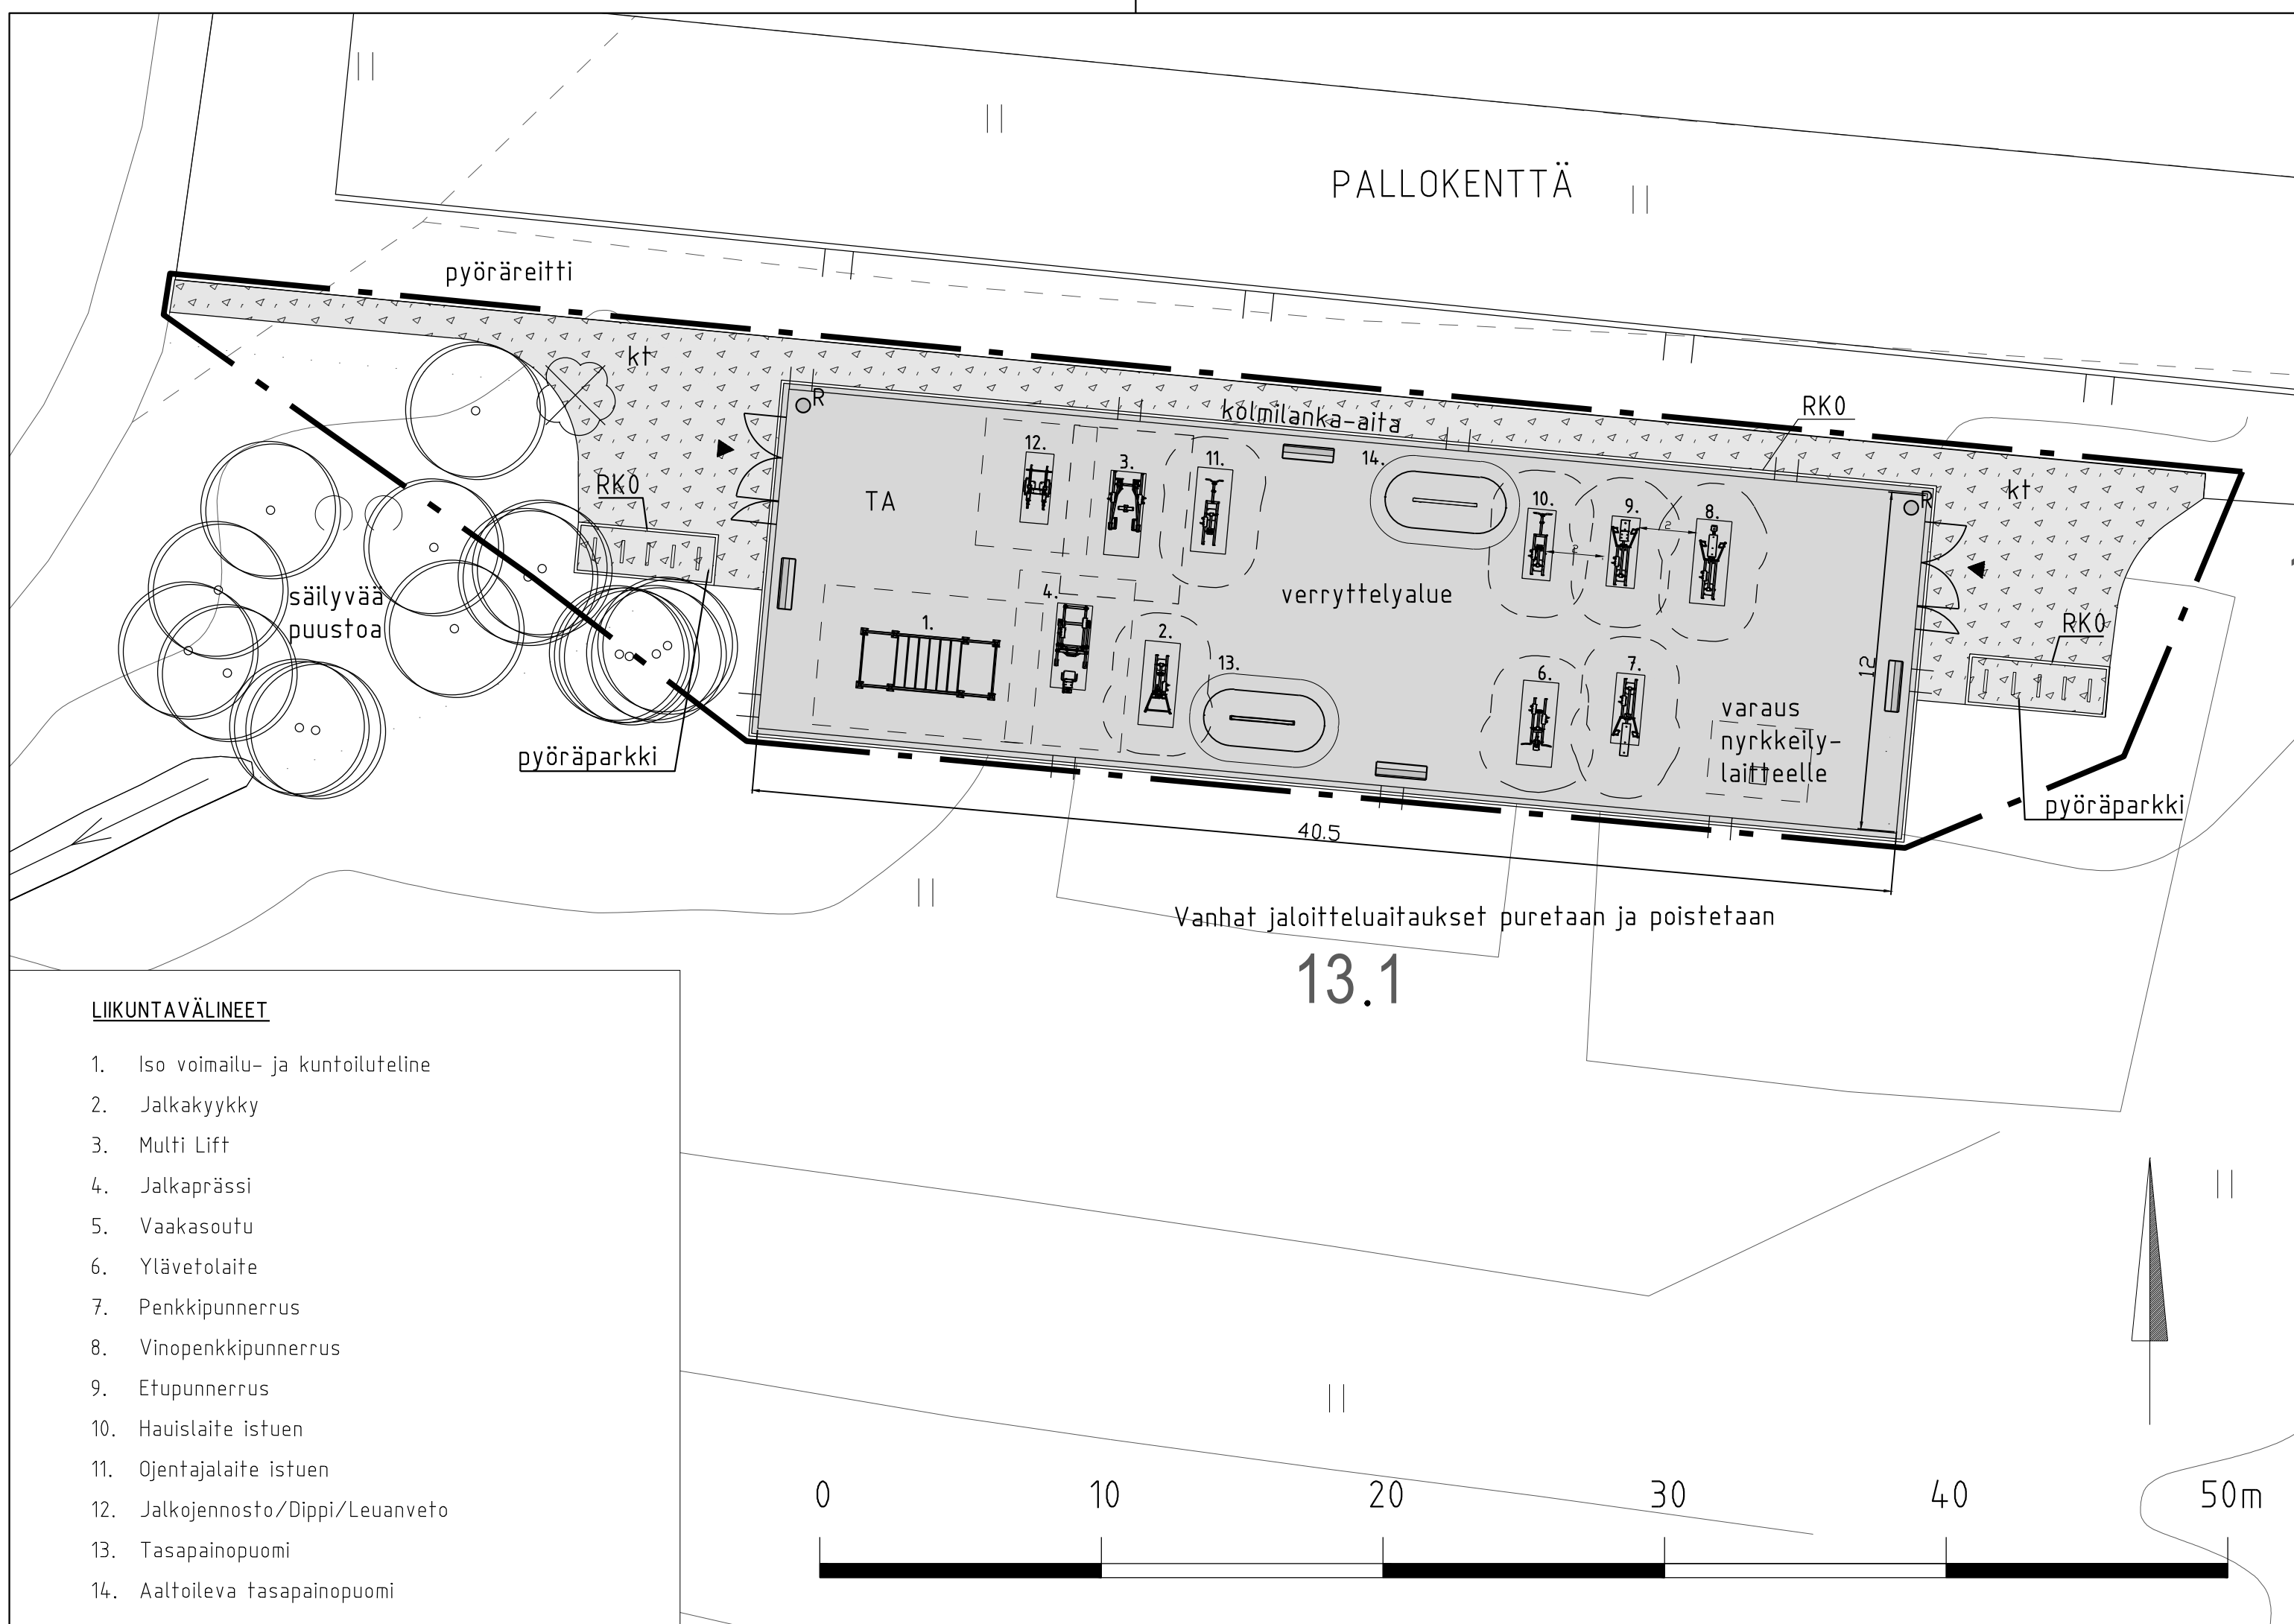 PALLOKENTTÄ
pyöräreitti
kt
R
kolmilanka-aita
RKO
12.
3.
11.
14.
10.
9.
8.
2
2
kt
R
RKO
TA
säilyvää
puustoa
4.
1.
2.
13.
verryttelyalue
6.
7.
12
RKO
varaus
nyrkkeily-
laitteelle
pyöräparkki
pyöräparkki
40.5
Vanhat jaloitteluaitaukset puretaan ja poistetaan
13.1
LIIKUNTAVÄLINEET
1. Iso voimailu- ja kuntoiluteline
2. Jalkakyykky
3. Multi Lift
4. Jalkaprässi
5. Vaakasoutu
6. Ylävetolaite
7. Penkkipunnerrus
8. Vinopenkkipunnerrus
9. Etupunnerrus
10. Hauislaite istuen
11. Ojentajalaite istuen
12. Jalkojennosto/Dippi/Leuanveto
13. Tasapainopuomi
14. Aaltoileva tasapainopuomi
0 10 20 30 40 50m